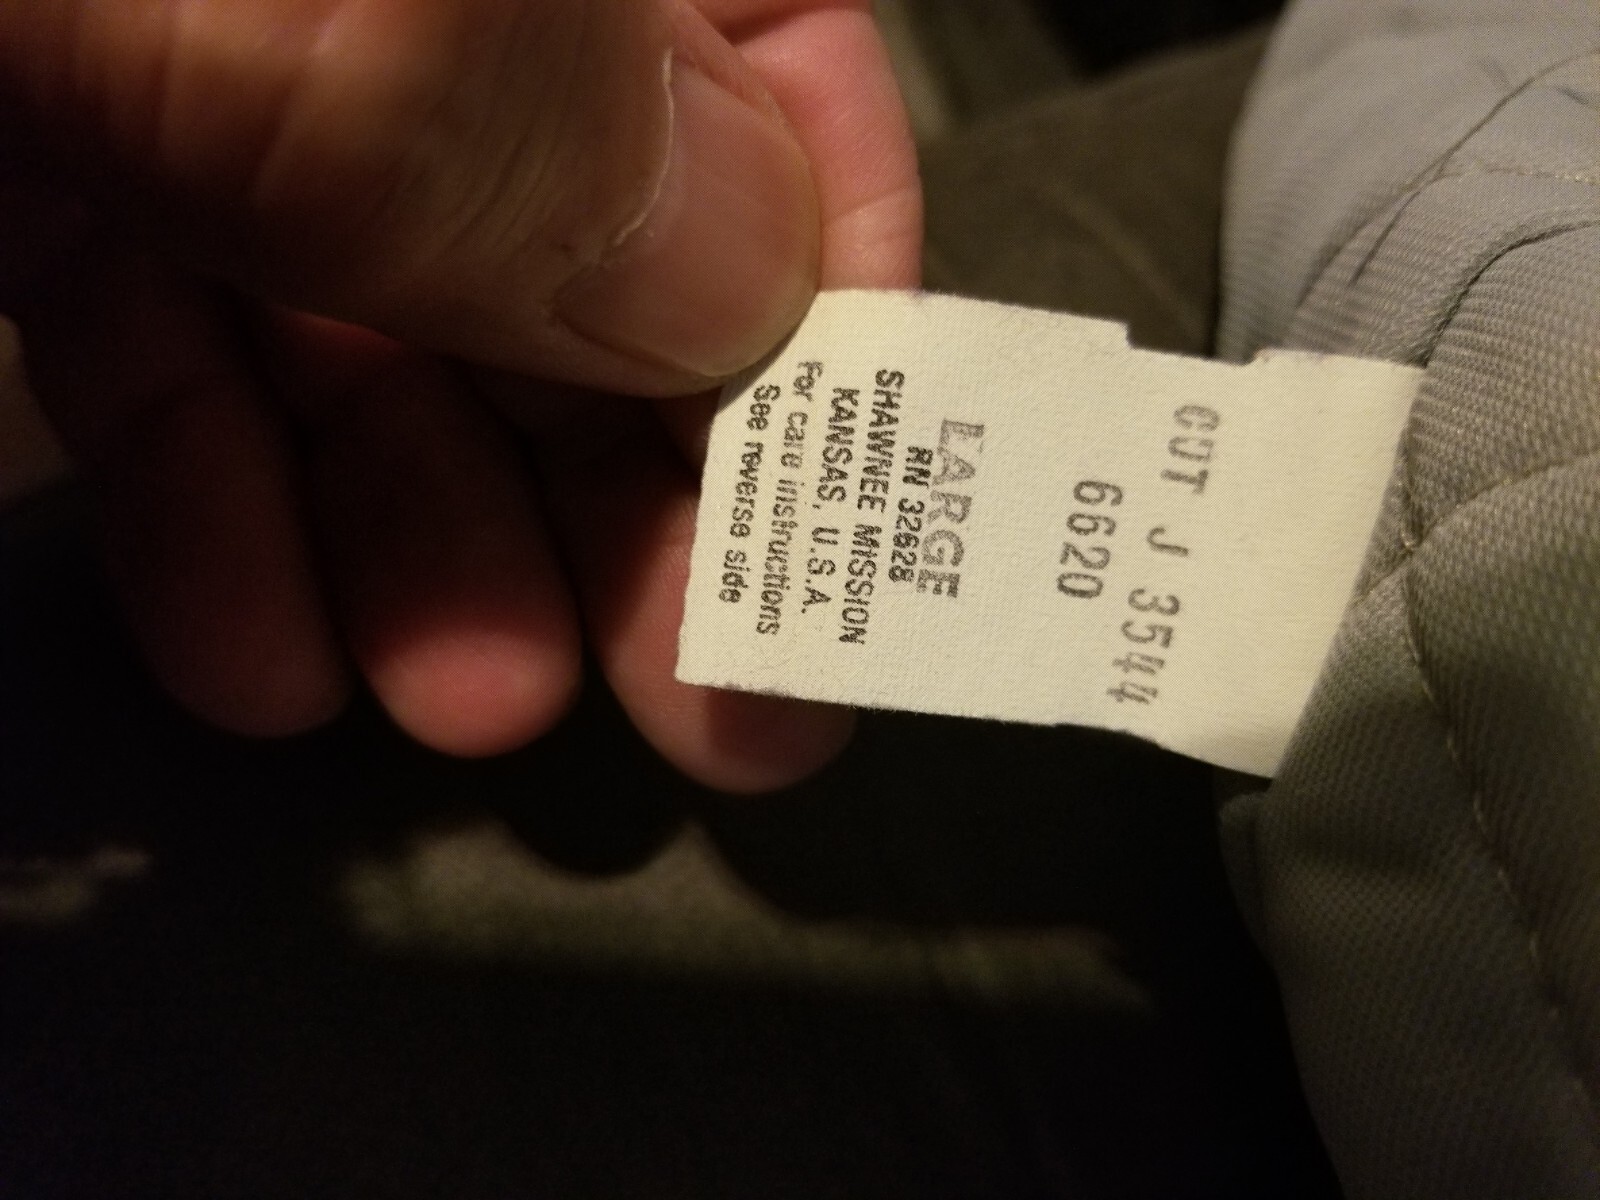 CUT J 3544
6620
LARGE
RN 32628
SHAWNEE MISSION
KANSAS, U.S.A.
For care instructions
See reverse side